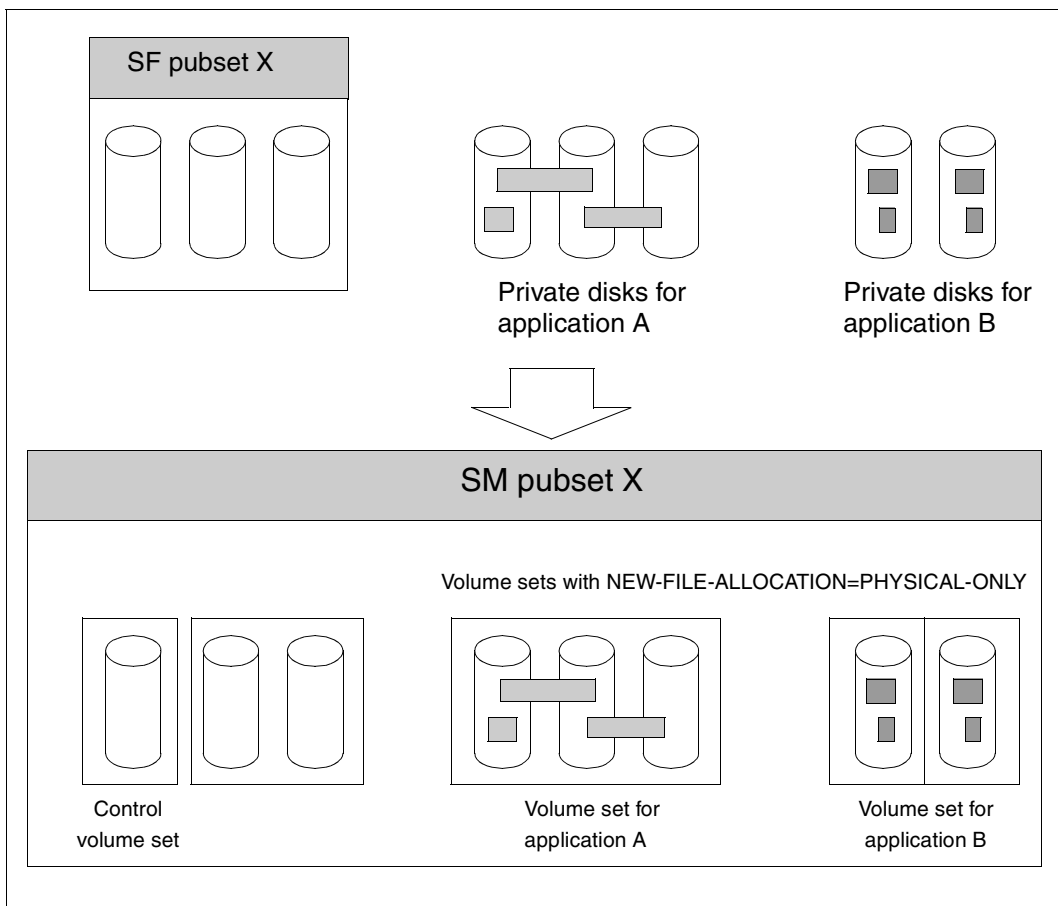 SF pubset X
Private disks for
application A
Private disks for
application B
SM pubset X
Volume sets with NEW-FILE-ALLOCATION=PHYSICAL-ONLY
Control
volume set
Volume set for
application A
Volume set for
application B